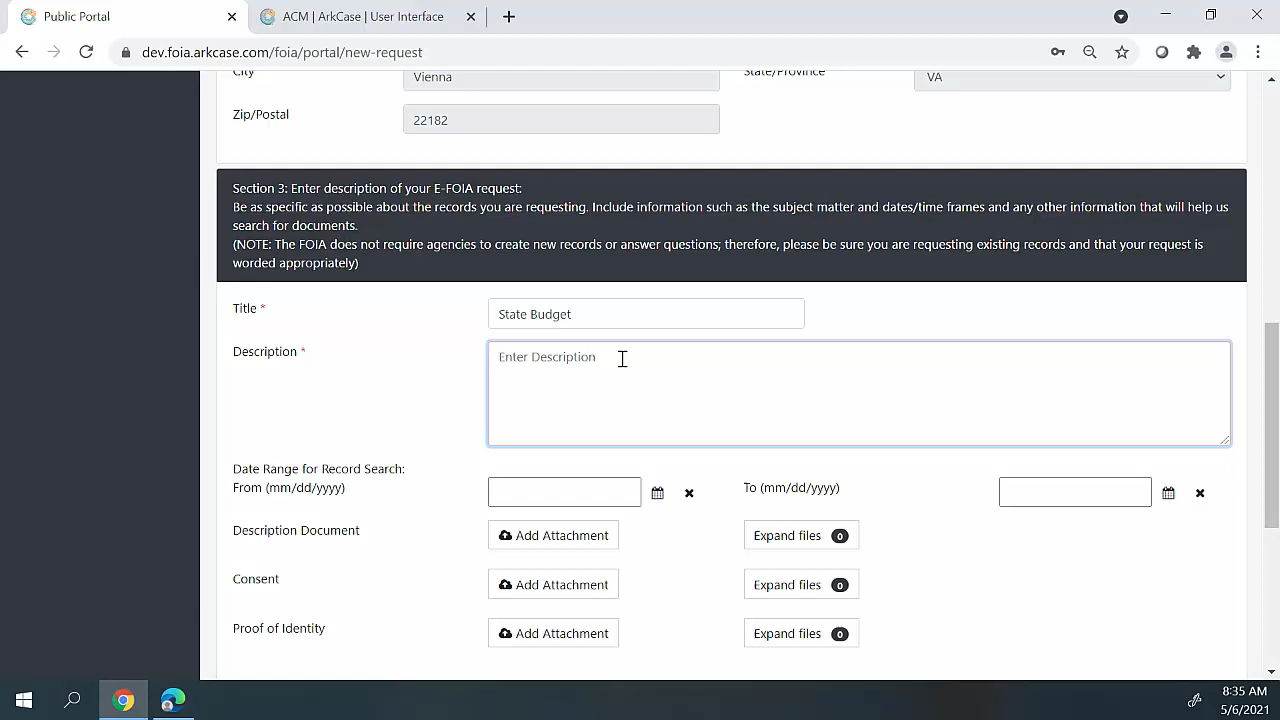 Public Portal
ACM | ArkCase | User Interface
dev.foia.arkcase.com/foia/portal/new-request
City Vienna State/Province VA
Zip/Postal 22182
Section 3: Enter description of your E-FOIA request:
Be as specific as possible about the records you are requesting. Include information such as the subject matter and dates/time frames and any other information that will help us
search for documents.
(NOTE: The FOIA does not require agencies to create new records or answer questions; therefore, please be sure you are requesting existing records and that your request is
worded appropriately)
Title * State Budget
Description * Enter Description
Date Range for Record Search:
From (mm/dd/yyyy) To (mm/dd/yyyy)
Description Document Add Attachment Expand files 0
Consent Add Attachment Expand files 0
Proof of Identity Add Attachment Expand files 0
8:35 AM
5/6/2021